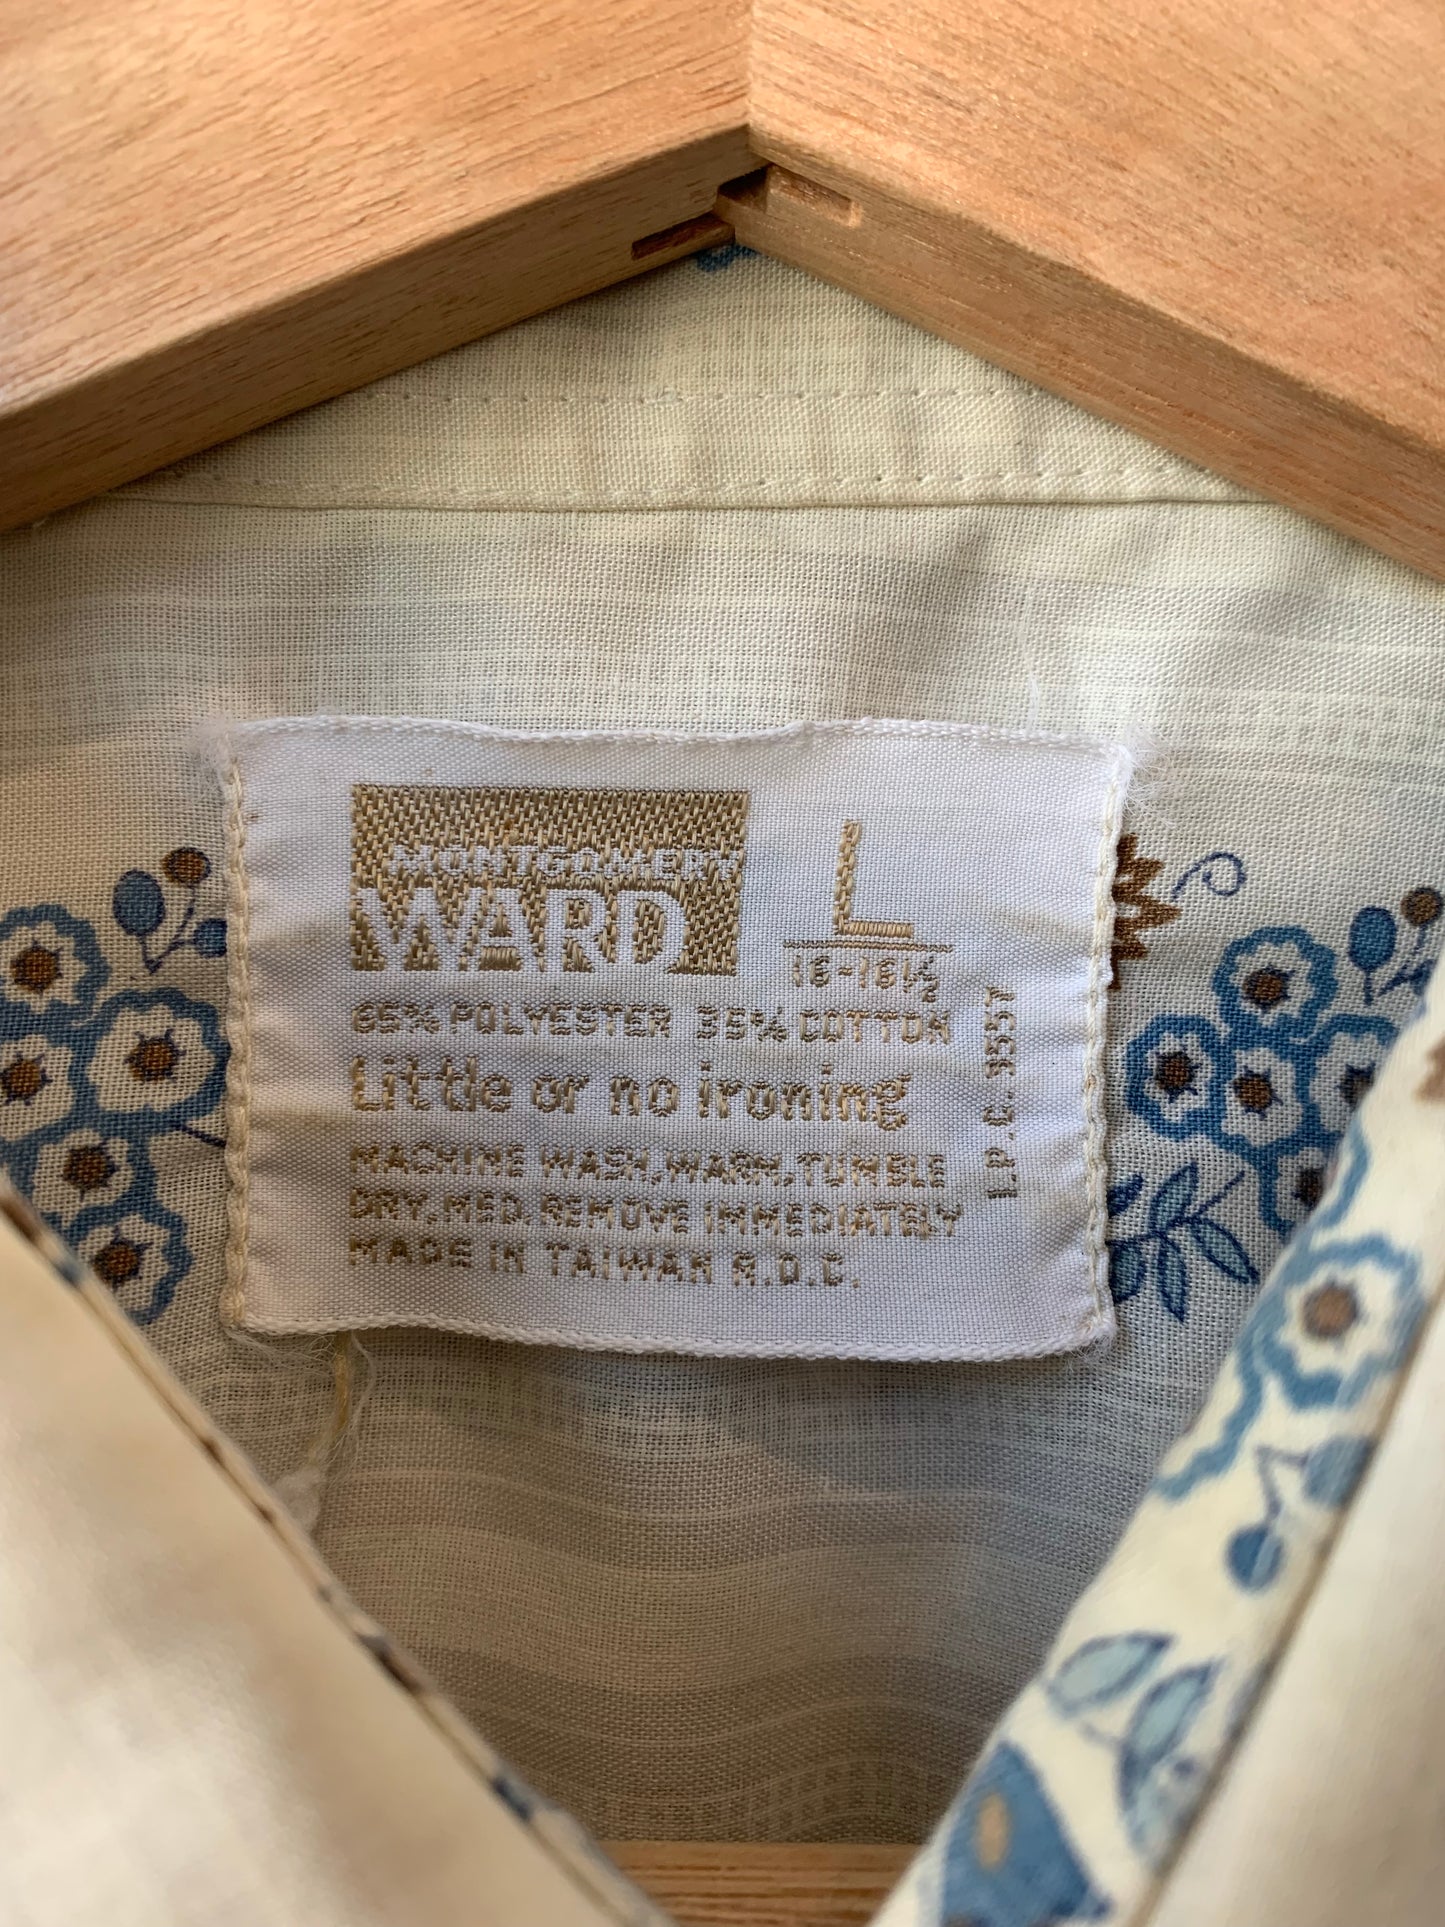 MONTGOMERY
WARD
L
16-16½
65% POLYESTER 35% COTTON
Little or no ironing
MACHINE WASH, WARM, TUMBLE
DRY, MED. REMOVE IMMEDIATELY
MADE IN TAIWAN R.O.C.
L.P.C. 9557